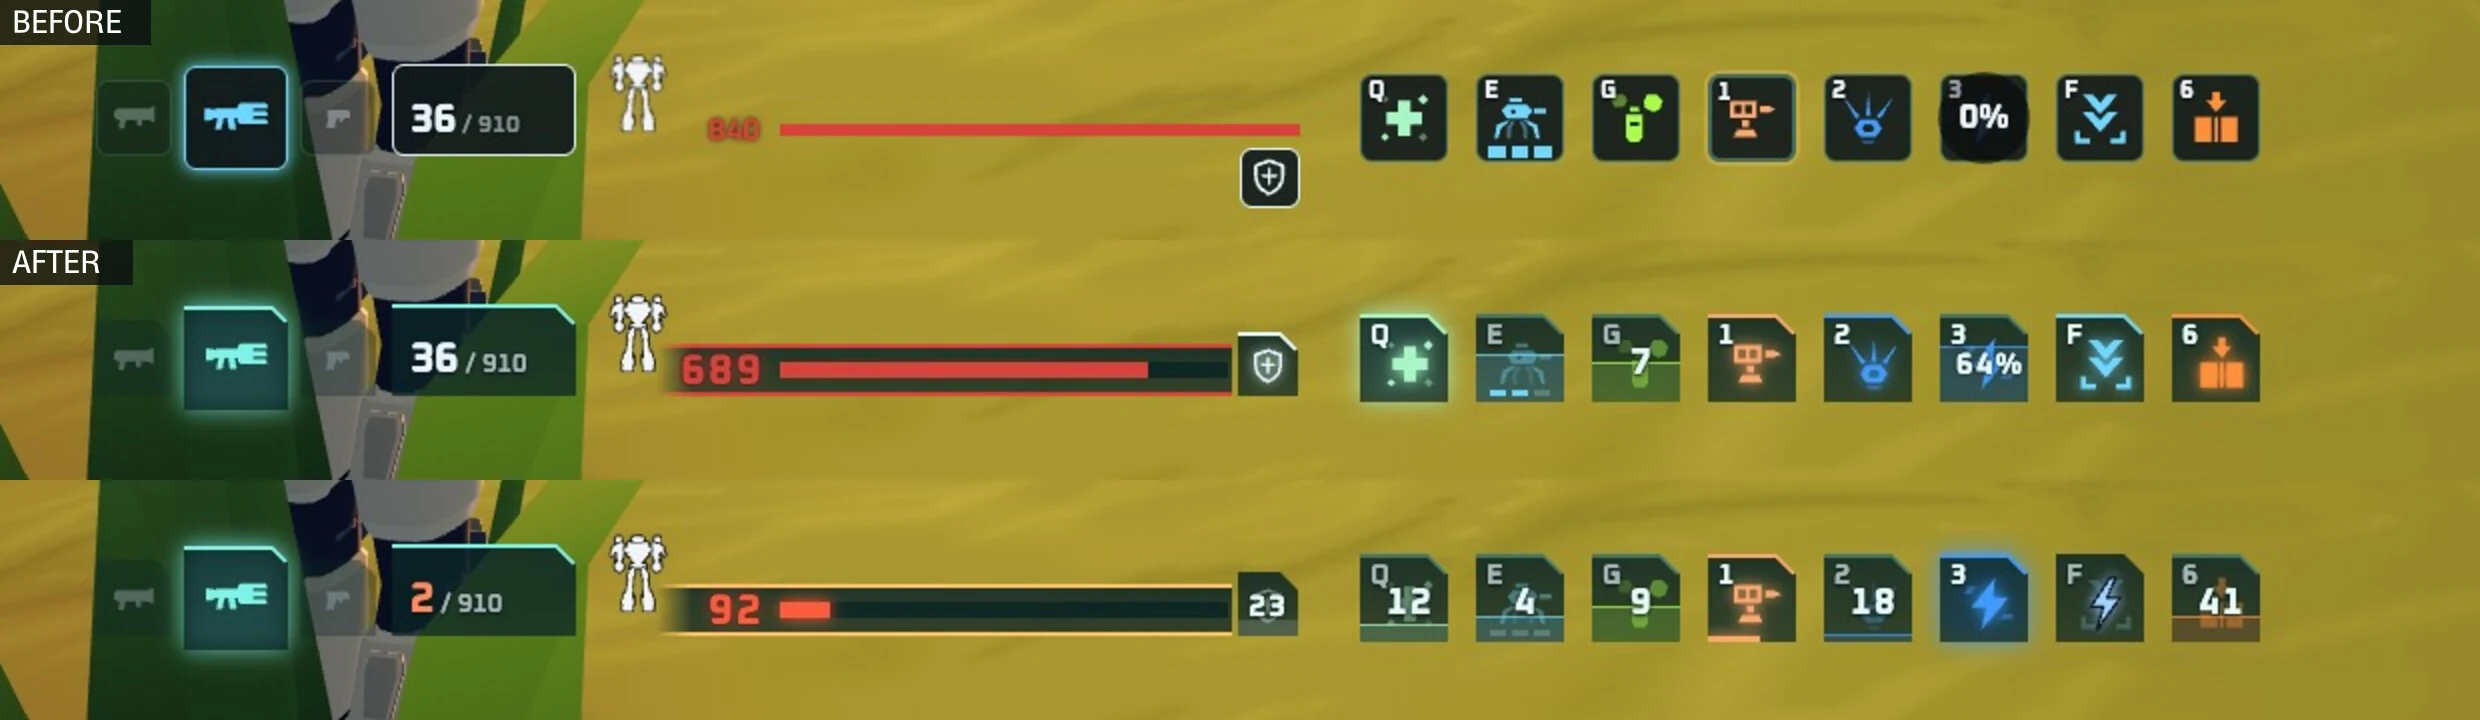 BEFORE
36 / 910
840
Q E G 1 2 3 F 6
0%
AFTER
36 / 910
689
Q E G 1 2 3 F 6
7 64%
2 / 910
92
23
Q E G 1 2 3 F 6
12 4 9 18 41